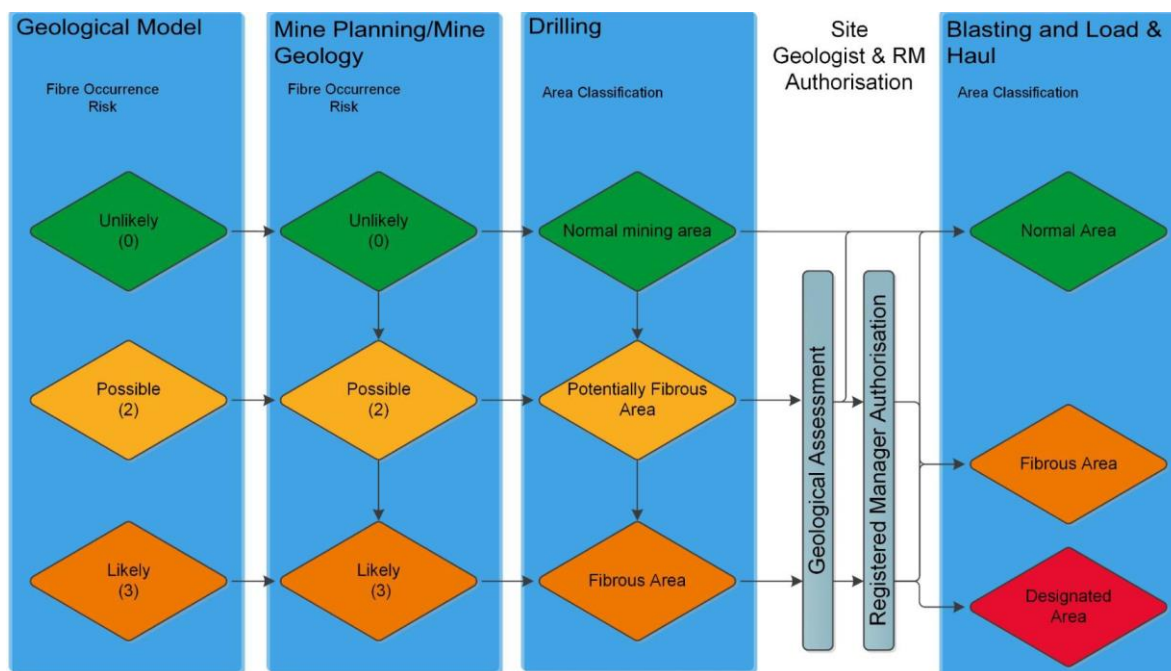 Geological Model
Fibre Occurrence
Risk
Unlikely
(0)
Possible
(2)
Likely
(3)
Mine Planning/Mine
Geology
Fibre Occurrence
Risk
Unlikely
(0)
Possible
(2)
Likely
(3)
Drilling
Area Classification
Normal mining area
Potentially Fibrous
Area
Fibrous Area
Site
Geologist & RM
Authorisation
Geological Assessment
Registered Manager Authorisation
Blasting and Load &
Haul
Area Classification
Normal Area
Fibrous Area
Designated
Area